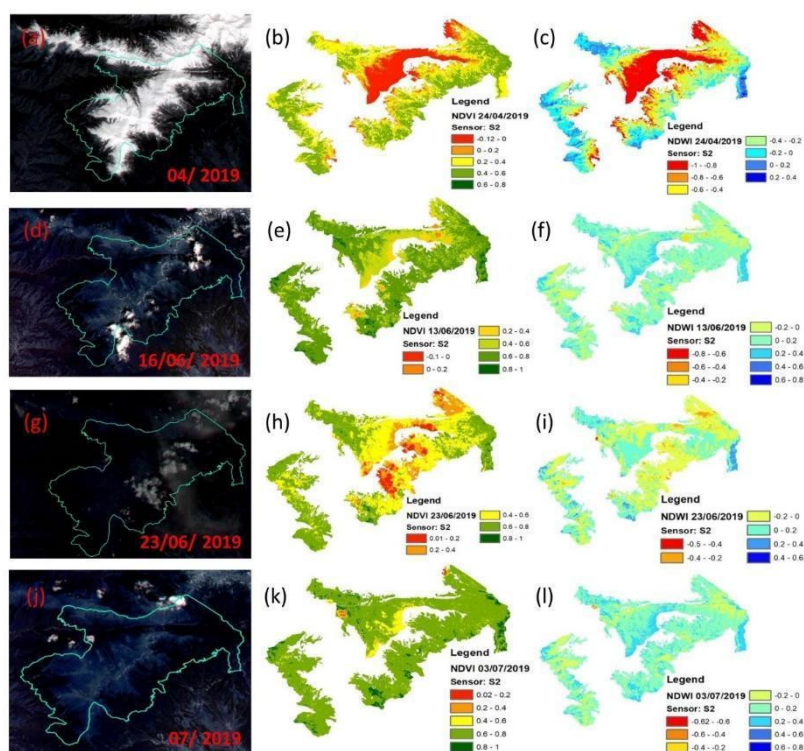 (a)
04/ 2019
(b)
Legend
NDVI 24/04/2019
Sensor: S2
-0.12 - 0
0 - 0.2
0.2 - 0.4
0.4 - 0.6
0.6 - 0.8
(c)
Legend
NDWI 24/04/2019
Sensor: S2
-1 - -0.8
-0.8 - -0.6
-0.6 - -0.4
-0.4 - -0.2
-0.2 - 0
0 - 0.2
0.2 - 0.4
(d)
16/06/ 2019
(e)
Legend
NDVI 13/06/2019
Sensor: S2
-0.1 - 0
0 - 0.2
0.2 - 0.4
0.4 - 0.6
0.6 - 0.8
0.8 - 1
(f)
Legend
NDWI 13/06/2019
Sensor: S2
-0.8 - -0.6
-0.6 - -0.4
-0.4 - -0.2
-0.2 - 0
0 - 0.2
0.2 - 0.4
0.4 - 0.6
0.6 - 0.8
(g)
23/06/ 2019
(h)
Legend
NDVI 23/06/2019
Sensor: S2
0.01 - 0.2
0.2 - 0.4
0.4 - 0.6
0.6 - 0.8
0.8 - 1
(i)
Legend
NDWI 23/06/2019
Sensor: S2
-0.5 - -0.4
-0.4 - -0.2
-0.2 - 0
0 - 0.2
0.2 - 0.4
0.4 - 0.6
(j)
07/ 2019
(k)
Legend
NDVI 03/07/2019
Sensor: S2
0.02 - 0.2
0.2 - 0.4
0.4 - 0.6
0.6 - 0.8
0.8 - 1
(l)
Legend
NDWI 03/07/2019
Sensor: S2
-0.62 - -0.6
-0.6 - -0.4
-0.4 - -0.2
-0.2 - 0
0 - 0.2
0.2 - 0.4
0.4 - 0.6
0.6 - 0.8